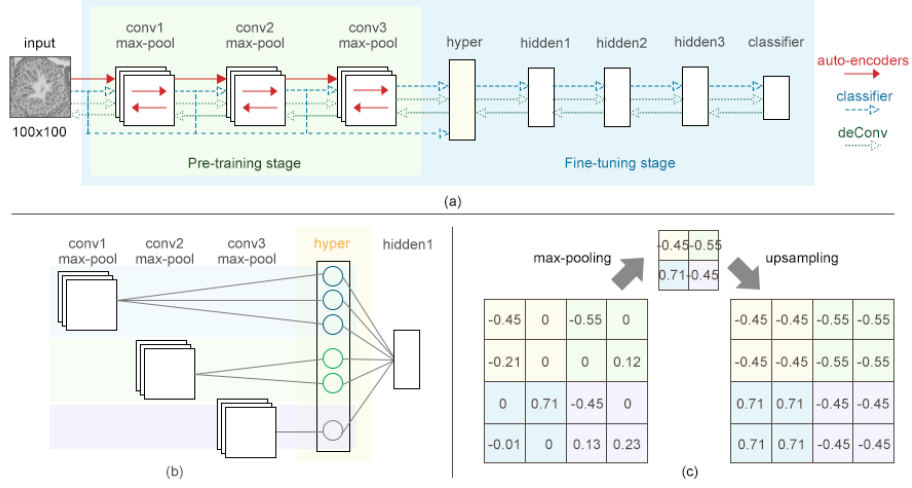 input
conv1
max-pool
conv2
max-pool
conv3
max-pool
hyper
hidden1
hidden2
hidden3
classifier
100x100
auto-encoders
classifier
deConv
Pre-training stage
Fine-tuning stage
(a)
conv1
max-pool
conv2
max-pool
conv3
max-pool
hyper
hidden1
(b)
max-pooling
-0.45 -0.55
0.71 -0.45
upsampling
-0.45 0 -0.55 0
-0.21 0 0 0.12
0 0.71 -0.45 0
-0.01 0 0.13 0.23
-0.45 -0.45 -0.55 -0.55
-0.45 -0.45 -0.55 -0.55
0.71 0.71 -0.45 -0.45
0.71 0.71 -0.45 -0.45
(c)